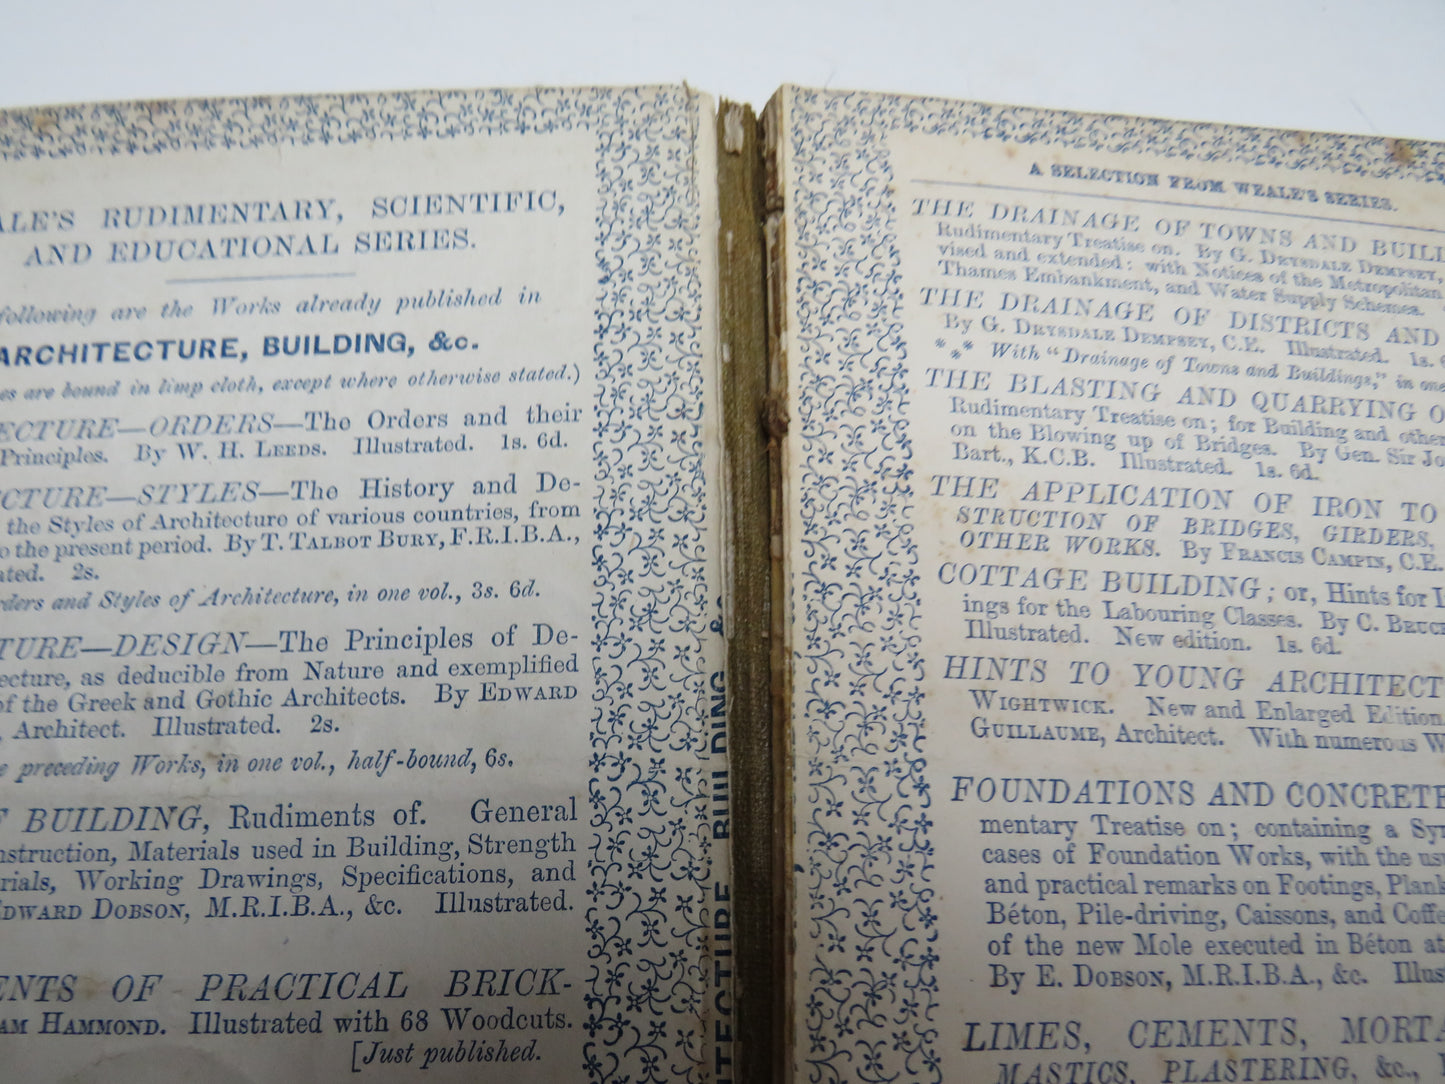 ALE'S RUDIMENTARY, SCIENTIFIC,
AND EDUCATIONAL SERIES.
following are the Works already published in
ARCHITECTURE, BUILDING, &c.
es are bound in limp cloth, except where otherwise stated.)
ECTURE—ORDERS—The Orders and their
Principles. By W. H. LEEDS. Illustrated. 1s. 6d.
CTURE—STYLES—The History and De-
the Styles of Architecture of various countries, from
to the present period. By T. TALBOT BURY, F.R.I.B.A.,
ated. 2s.
rders and Styles of Architecture, in one vol., 3s. 6d.
TURE—DESIGN—The Principles of De-
tecture, as deducible from Nature and exemplified
of the Greek and Gothic Architects. By EDWARD
, Architect. Illustrated. 2s.
e preceding Works, in one vol., half-bound, 6s.
F BUILDING, Rudiments of. General
nstruction, Materials used in Building, Strength
rials, Working Drawings, Specifications, and
EDWARD DOBSON, M.R.I.B.A., &c. Illustrated.
ENTS OF PRACTICAL BRICK-
AM HAMMOND. Illustrated with 68 Woodcuts.
[Just published.
ITECTURE, BUILDING, &c
A SELECTION FROM WEALE'S SERIES.
THE DRAINAGE OF TOWNS AND BUILD
Rudimentary Treatise on. By G. DRYSDALE DEMPSEY,
vised and extended: with Notices of the Metropolitan
Thames Embankment, and Water Supply Schemes.
THE DRAINAGE OF DISTRICTS AND
By G. DRYSDALE DEMPSEY, C.E. Illustrated. 1s.
*** With "Drainage of Towns and Buildings," in one
THE BLASTING AND QUARRYING O
Rudimentary Treatise on; for Building and other
on the Blowing up of Bridges. By Gen. Sir Jo
Bart., K.C.B. Illustrated. 1s. 6d.
THE APPLICATION OF IRON TO
STRUCTION OF BRIDGES, GIRDERS,
OTHER WORKS. By FRANCIS CAMPIN, C.E.
COTTAGE BUILDING; or, Hints for I
ings for the Labouring Classes. By C. BRUC
Illustrated. New edition. 1s. 6d.
HINTS TO YOUNG ARCHITECT
WIGHTWICK. New and Enlarged Edition
GUILLAUME, Architect. With numerous W
FOUNDATIONS AND CONCRETE
mentary Treatise on; containing a Syn
cases of Foundation Works, with the usu
and practical remarks on Footings, Plank
Béton, Pile-driving, Caissons, and Coffe
of the new Mole executed in Béton at
By E. DOBSON, M.R.I.B.A., &c. Illus
LIMES, CEMENTS, MORTA
MASTICS, PLASTERING, &c.,